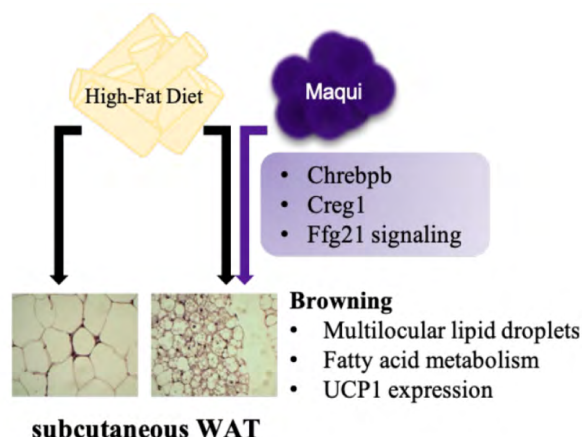 High-Fat Diet
Maqui
• Chrebpb
• Creg1
• Ffg21 signaling
Browning
• Multilocular lipid droplets
• Fatty acid metabolism
• UCP1 expression
subcutaneous WAT